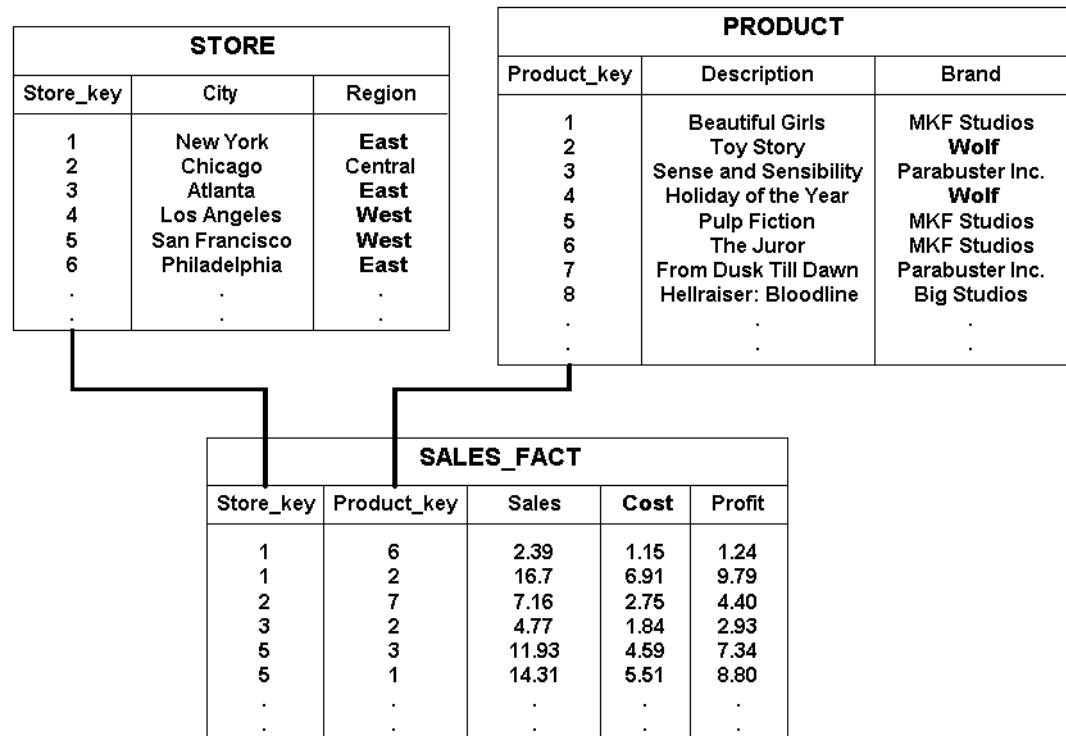 STORE
Store_key City Region
1 New York East
2 Chicago Central
3 Atlanta East
4 Los Angeles West
5 San Francisco West
6 Philadelphia East
. . .
. . .
PRODUCT
Product_key Description Brand
1 Beautiful Girls MKF Studios
2 Toy Story Wolf
3 Sense and Sensibility Parabuster Inc.
4 Holiday of the Year Wolf
5 Pulp Fiction MKF Studios
6 The Juror MKF Studios
7 From Dusk Till Dawn Parabuster Inc.
8 Hellraiser: Bloodline Big Studios
. . .
. . .
SALES_FACT
Store_key Product_key Sales Cost Profit
1 6 2.39 1.15 1.24
1 2 16.7 6.91 9.79
2 7 7.16 2.75 4.40
3 2 4.77 1.84 2.93
5 3 11.93 4.59 7.34
5 1 14.31 5.51 8.80
. . . . .
. . . . .